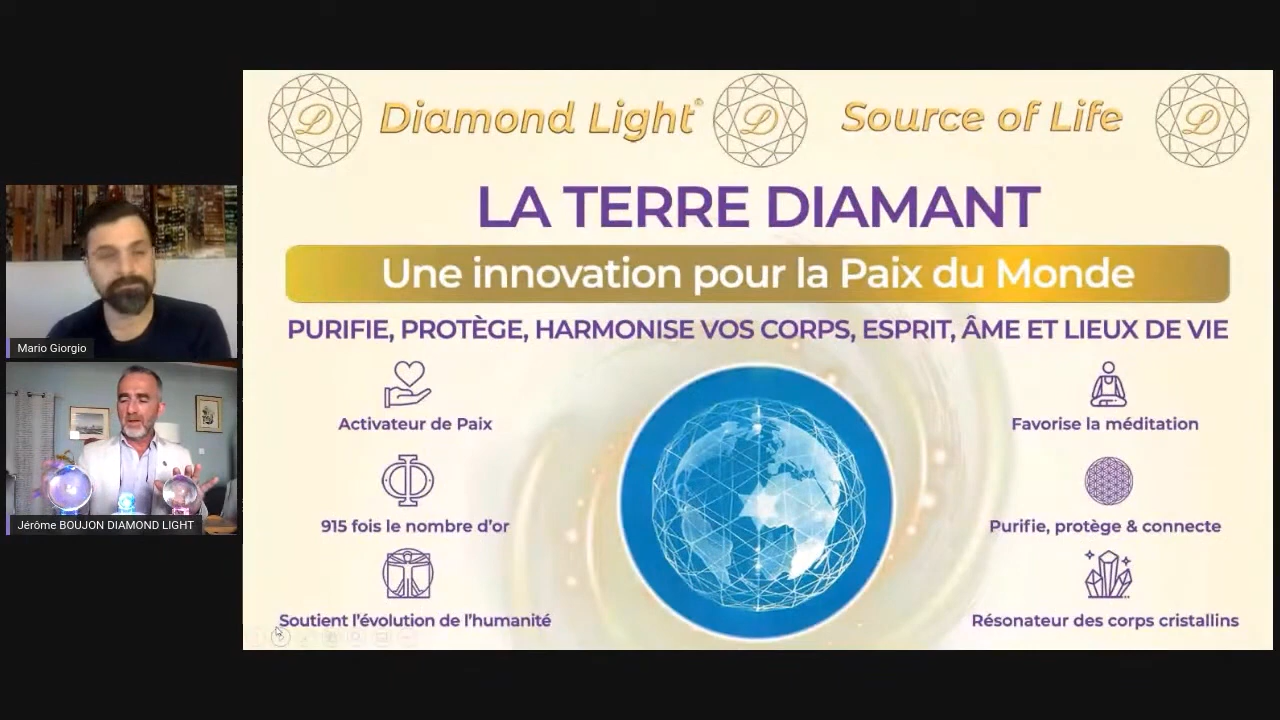 Diamond Light®
Source of Life
LA TERRE DIAMANT
Une innovation pour la Paix du Monde
PURIFIE, PROTÈGE, HARMONISE VOS CORPS, ESPRIT, ÂME ET LIEUX DE VIE
Activateur de Paix
Favorise la méditation
915 fois le nombre d'or
Purifie, protège & connecte
Soutient l'évolution de l'humanité
Résonateur des corps cristallins
Mario Giorgio
Jérôme BOUJON DIAMOND LIGHT